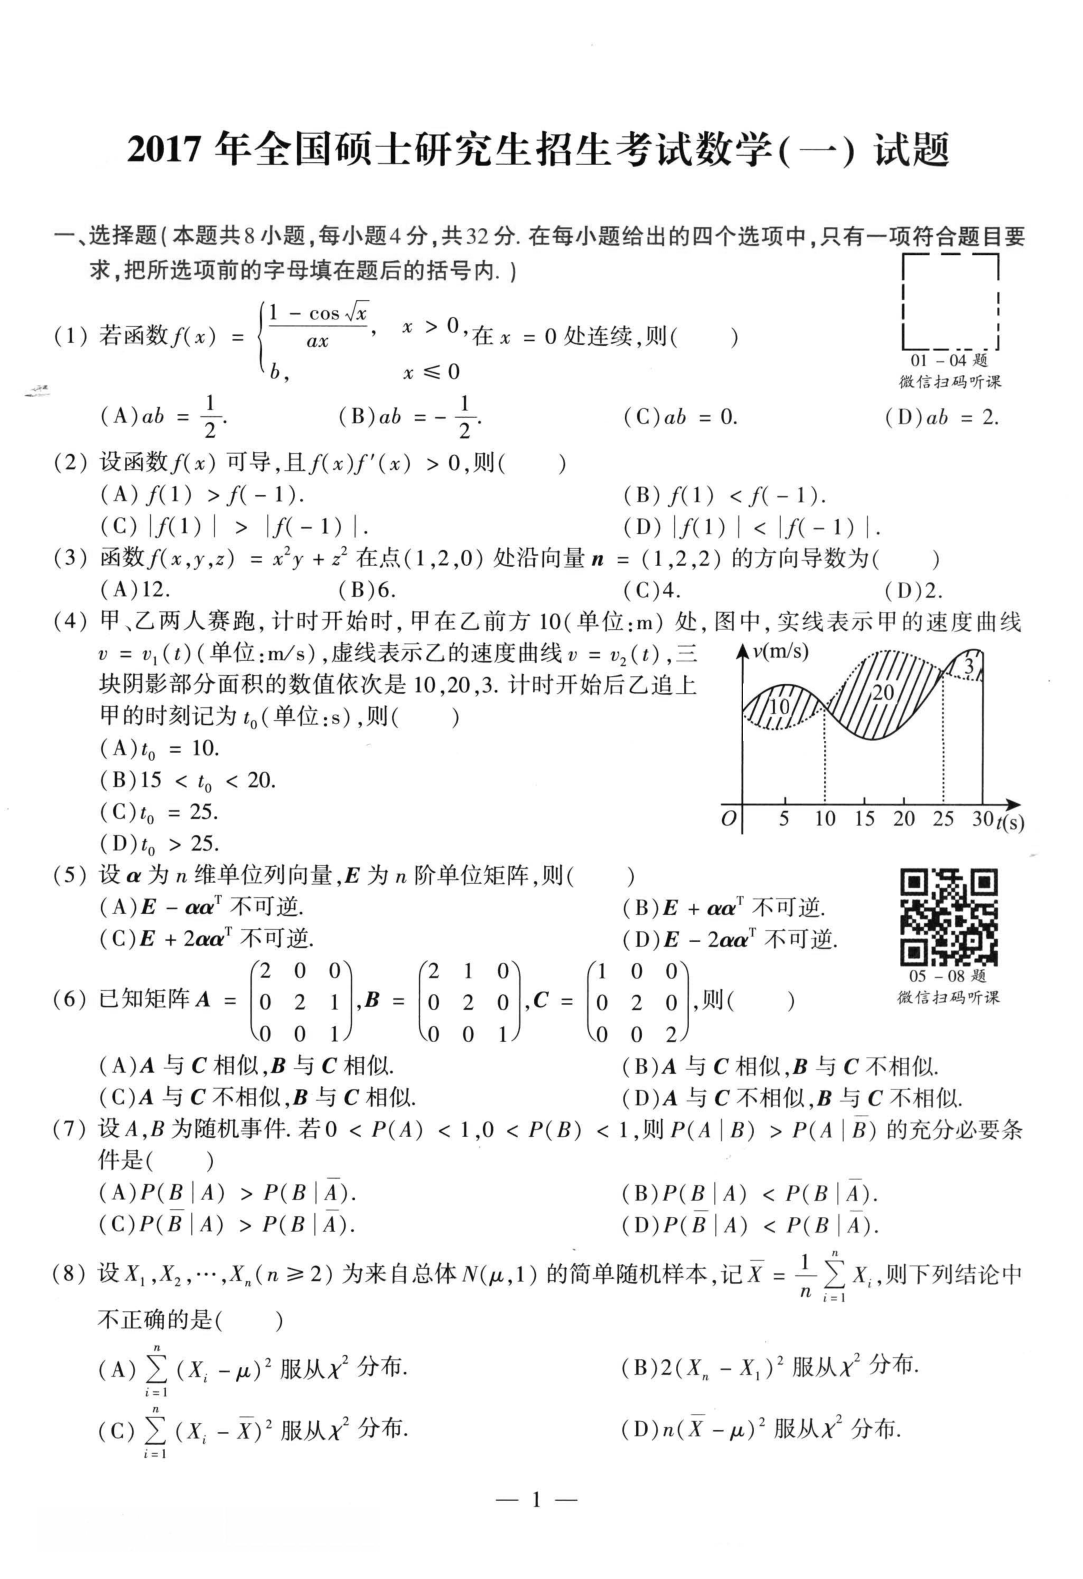 2017 年全国硕士研究生招生考试数学(一) 试题
一、选择题(本题共8小题,每小题4分,共32分. 在每小题给出的四个选项中,只有一项符合题目要
求,把所选项前的字母填在题后的括号内.)
(1) 若函数 f(x) = { (1 - cos √x)/(ax), x > 0, b, x ≤ 0 在 x = 0 处连续,则( )
01 - 04 题
微信扫码听课
(A)ab = 1/2. (B)ab = - 1/2. (C)ab = 0. (D)ab = 2.
(2) 设函数 f(x) 可导,且 f(x)f′(x) > 0,则( )
(A) f(1) > f(-1). (B) f(1) < f(-1).
(C) |f(1)| > |f(-1)|. (D) |f(1)| < |f(-1)|.
(3) 函数 f(x,y,z) = x²y + z² 在点(1,2,0) 处沿向量 n = (1,2,2) 的方向导数为( )
(A)12. (B)6. (C)4. (D)2.
(4) 甲、乙两人赛跑, 计时开始时, 甲在乙前方 10(单位:m) 处, 图中, 实线表示甲的速度曲线
v = v₁(t)(单位:m/s),虚线表示乙的速度曲线 v = v₂(t),三
块阴影部分面积的数值依次是 10,20,3. 计时开始后乙追上
甲的时刻记为 t₀(单位:s),则( )
(A)t₀ = 10.
(B)15 < t₀ < 20.
(C)t₀ = 25.
(D)t₀ > 25.
v(m/s)
10 20 3
O 5 10 15 20 25 30 t(s)
(5) 设 α 为 n 维单位列向量,E 为 n 阶单位矩阵,则( )
(A)E - ααᵀ 不可逆. (B)E + ααᵀ 不可逆.
(C)E + 2ααᵀ 不可逆. (D)E - 2ααᵀ 不可逆.
05 - 08 题
微信扫码听课
(6) 已知矩阵 A = (2 0 0; 0 2 1; 0 0 1), B = (2 1 0; 0 2 0; 0 0 1), C = (1 0 0; 0 2 0; 0 0 2), 则( )
(A)A 与 C 相似,B 与 C 相似. (B)A 与 C 相似,B 与 C 不相似.
(C)A 与 C 不相似,B 与 C 相似. (D)A 与 C 不相似,B 与 C 不相似.
(7) 设 A,B 为随机事件. 若 0 < P(A) < 1,0 < P(B) < 1,则 P(A|B) > P(A|B̅) 的充分必要条
件是( )
(A)P(B|A) > P(B|A̅). (B)P(B|A) < P(B|A̅).
(C)P(B̅|A) > P(B|A̅). (D)P(B̅|A) < P(B|A̅).
(8) 设 X₁,X₂,⋯,Xₙ(n ≥ 2) 为来自总体 N(μ,1) 的简单随机样本,记 X̅ = 1/n ∑ⁿᵢ₌₁ Xᵢ,则下列结论中
不正确的是( )
(A) ∑ⁿᵢ₌₁ (Xᵢ - μ)² 服从 χ² 分布. (B)2(Xₙ - X₁)² 服从 χ² 分布.
(C) ∑ⁿᵢ₌₁ (Xᵢ - X̅)² 服从 χ² 分布. (D)n(X̅ - μ)² 服从 χ² 分布.
— 1 —